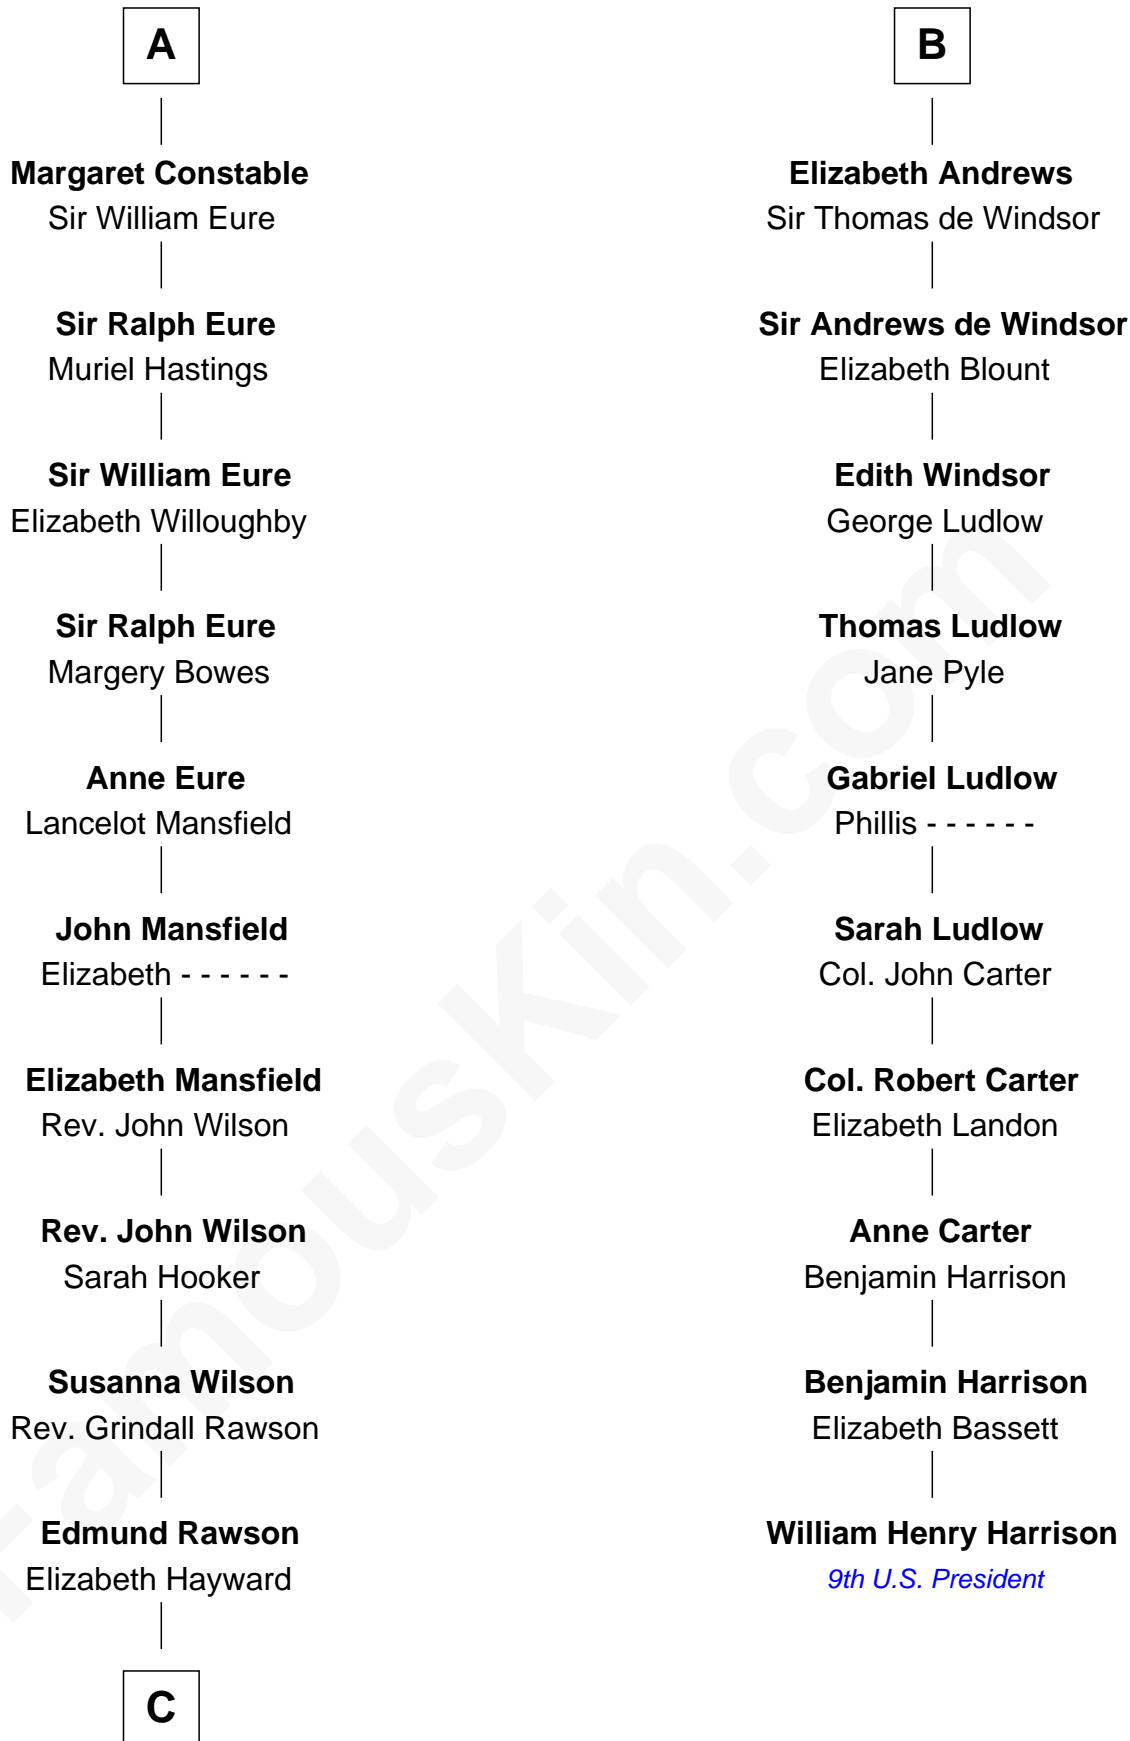 A
Margaret Constable
Sir William Eure
Sir Ralph Eure
Muriel Hastings
Sir William Eure
Elizabeth Willoughby
Sir Ralph Eure
Margery Bowes
Anne Eure
Lancelot Mansfield
John Mansfield
Elizabeth - - - - - -
Elizabeth Mansfield
Rev. John Wilson
Rev. John Wilson
Sarah Hooker
Susanna Wilson
Rev. Grindall Rawson
Edmund Rawson
Elizabeth Hayward
C
B
Elizabeth Andrews
Sir Thomas de Windsor
Sir Andrews de Windsor
Elizabeth Blount
Edith Windsor
George Ludlow
Thomas Ludlow
Jane Pyle
Gabriel Ludlow
Phillis - - - - - -
Sarah Ludlow
Col. John Carter
Col. Robert Carter
Elizabeth Landon
Anne Carter
Benjamin Harrison
Benjamin Harrison
Elizabeth Bassett
William Henry Harrison
9th U.S. President
FamousKin.com